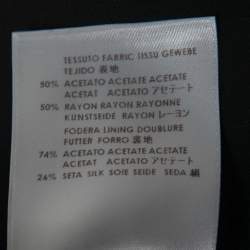 TESSUTO FABRIC TISSU GEWEBE
TEJIDO 表地
50% ACETATO ACETATE ACETATE
ACETAT ACETATO アセテート
50% RAYON RAYON RAYONNE
KUNSTSEIDE RAYON レーヨン
FODERA LINING DOUBLURE
FUTTER FORRO 裏地
74% ACETATO ACETATE ACETATE
ACETAT ACETATO アセテート
26% SETA SILK SOIE SEIDE SEDA 絹